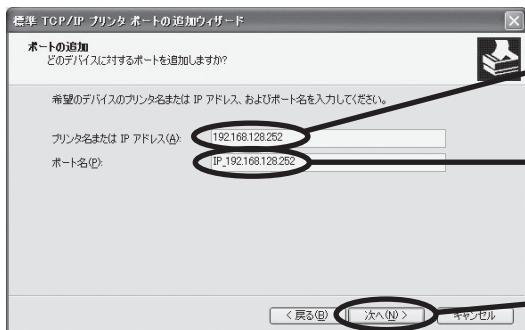 標準 TCP/IP プリンタ ポートの追加ウィザード
ポートの追加
どのデバイスに対するポートを追加しますか?
希望のデバイスのプリンタ名または IP アドレス、およびポート名を入力してください。
プリンタ名または IP アドレス(A): 192.168.128.252
ポート名(P): IP_192.168.128.252
< 戻る(B) 次へ(N) > キャンセル